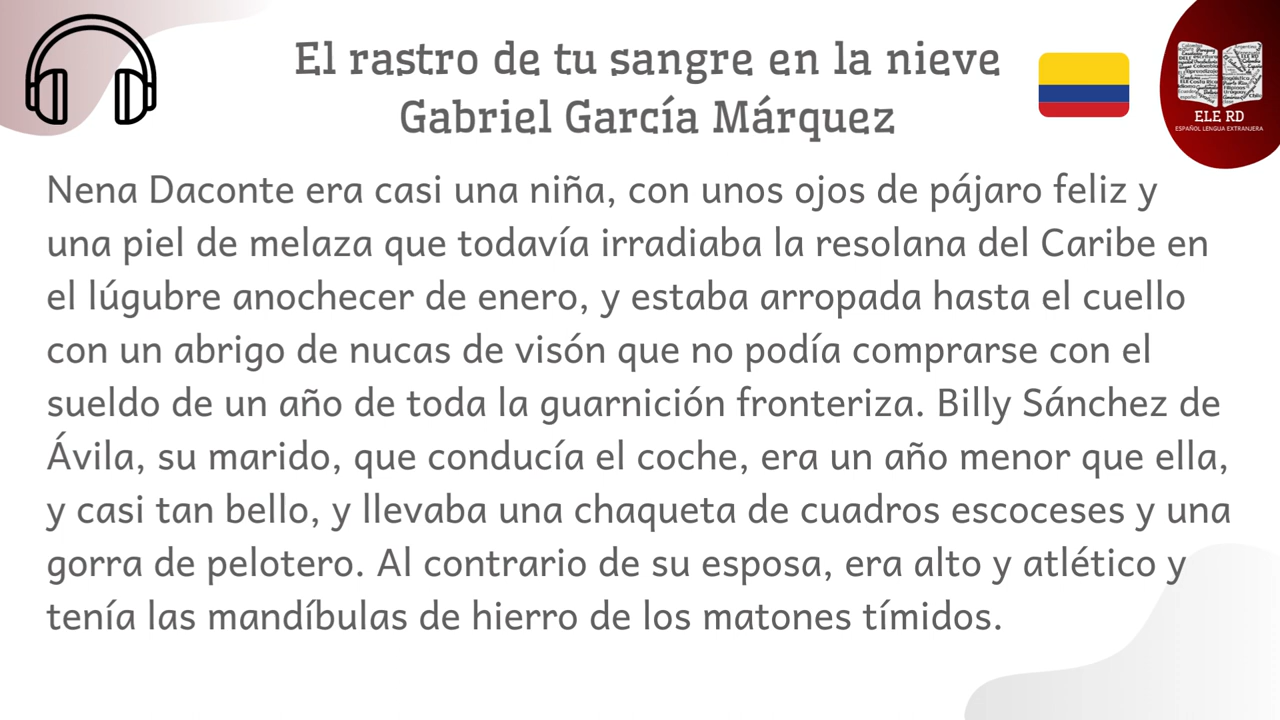 El rastro de tu sangre en la nieve
Gabriel García Márquez
ELE RD
ESPAÑOL LENGUA EXTRANJERA
Nena Daconte era casi una niña, con unos ojos de pájaro feliz y
una piel de melaza que todavía irradiaba la resolana del Caribe en
el lúgubre anochecer de enero, y estaba arropada hasta el cuello
con un abrigo de nucas de visón que no podía comprarse con el
sueldo de un año de toda la guarnición fronteriza. Billy Sánchez de
Ávila, su marido, que conducía el coche, era un año menor que ella,
y casi tan bello, y llevaba una chaqueta de cuadros escoceses y una
gorra de pelotero. Al contrario de su esposa, era alto y atlético y
tenía las mandíbulas de hierro de los matones tímidos.